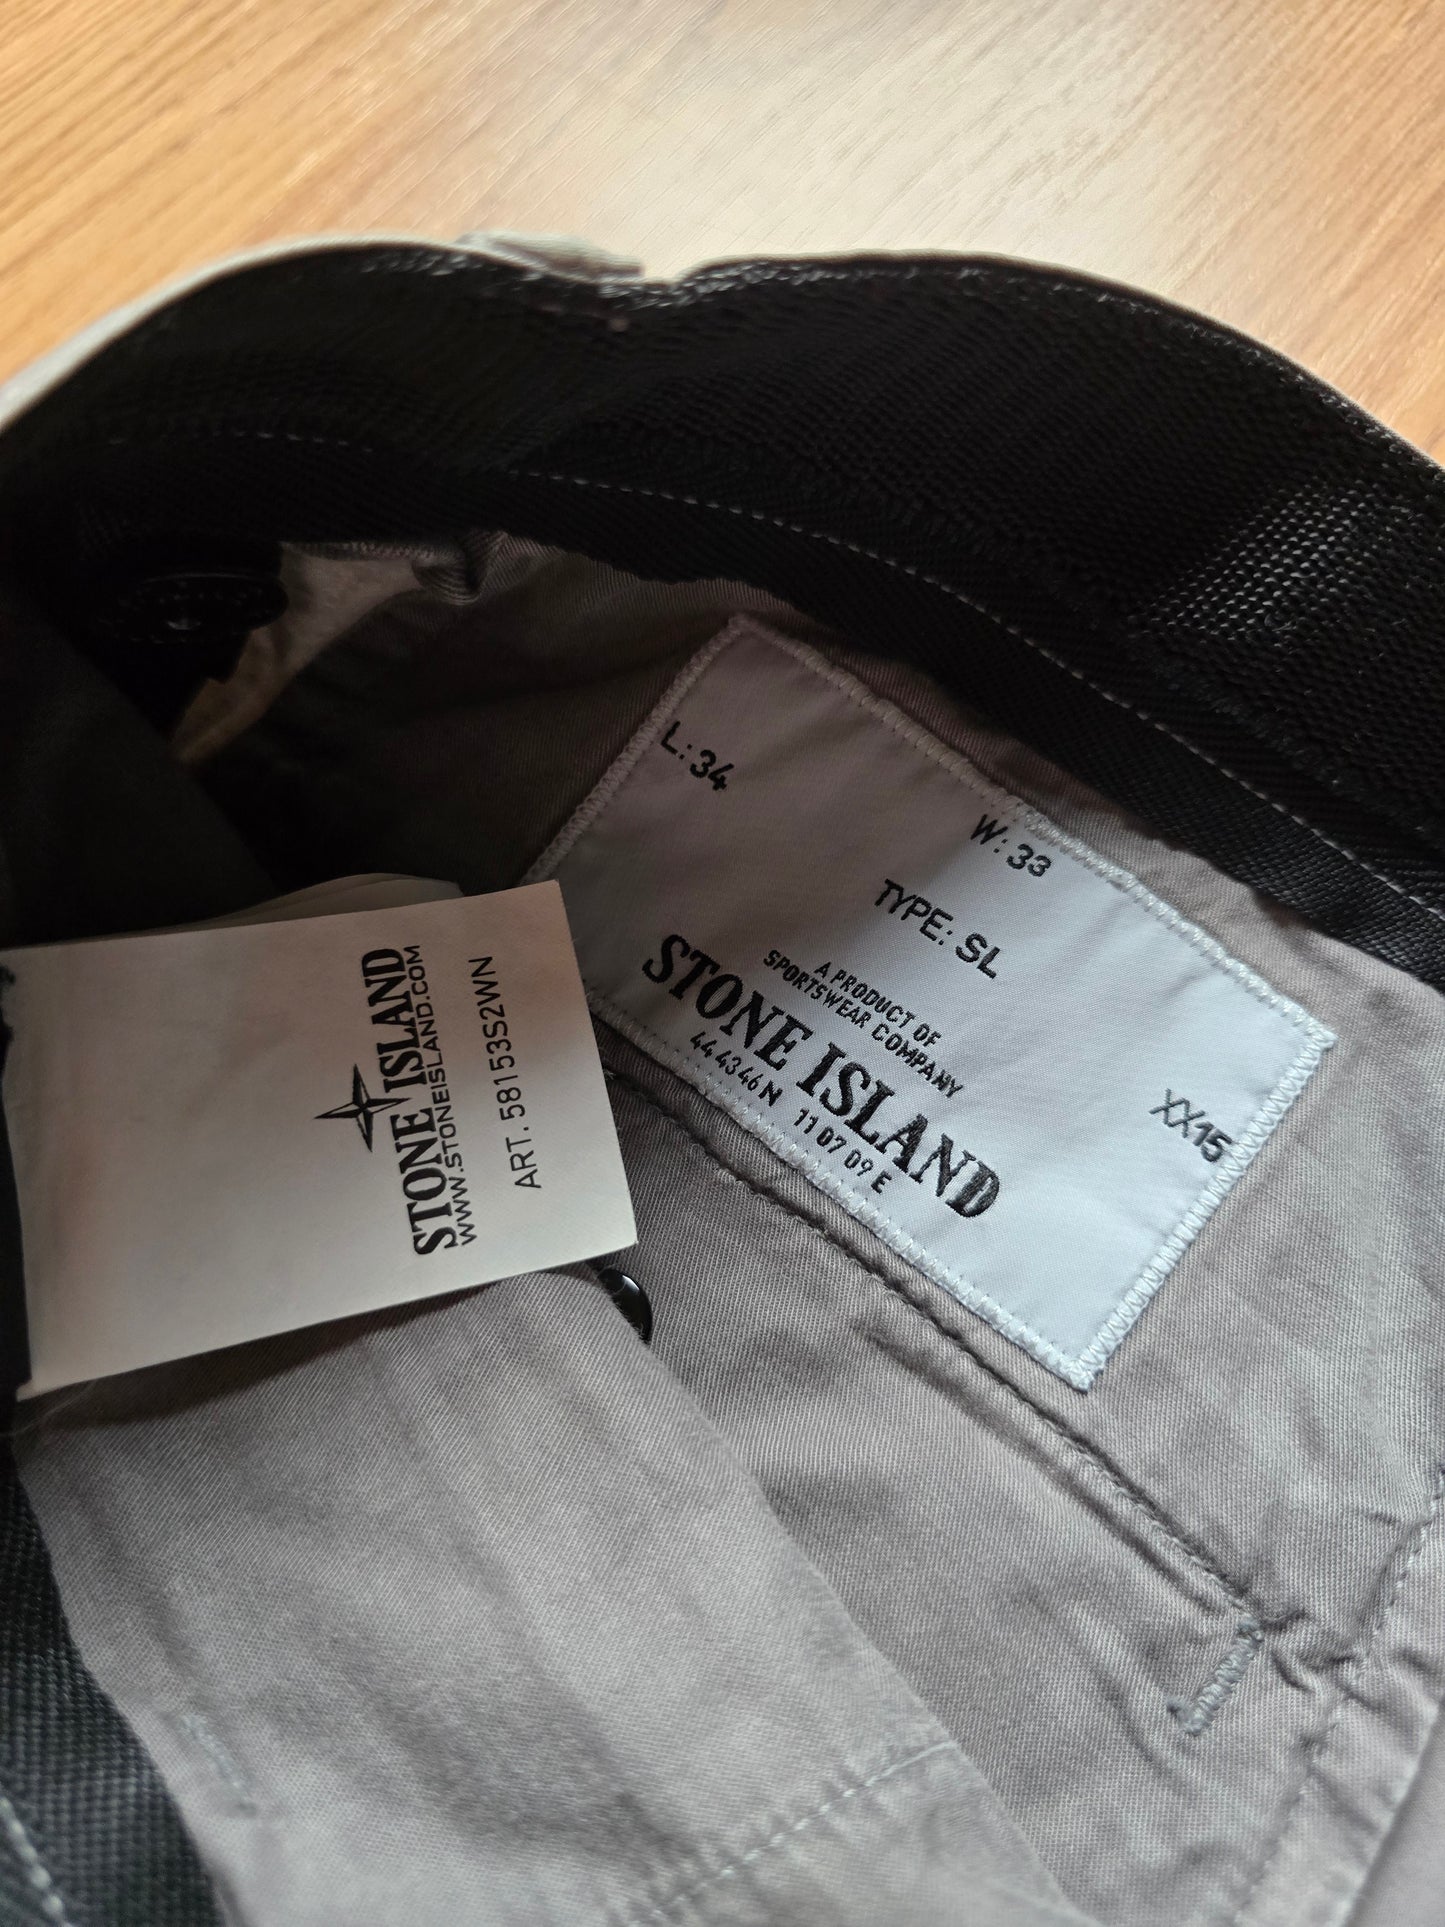 STONE ISLAND
WWW.STONEISLAND.COM
ART. 58153S2WN
L: 34
W: 33
TYPE: SL
A PRODUCT OF
SPORTSWEAR COMPANY
STONE ISLAND
44 43 46 N 11 07 09 E
XX15